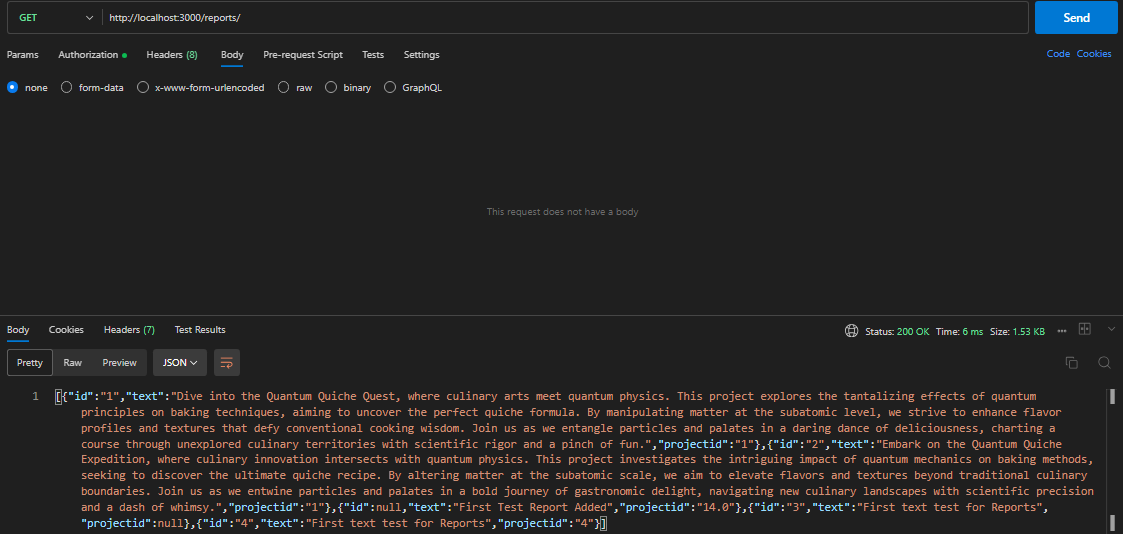 GET http://localhost:3000/reports/ Send
Params Authorization Headers (8) Body Pre-request Script Tests Settings Code Cookies
none form-data x-www-form-urlencoded raw binary GraphQL
This request does not have a body
Body Cookies Headers (7) Test Results Status: 200 OK Time: 6 ms Size: 1.53 KB
Pretty Raw Preview JSON
1 [{"id":"1","text":"Dive into the Quantum Quiche Quest, where culinary arts meet quantum physics. This project explores the tantalizing effects of quantum
principles on baking techniques, aiming to uncover the perfect quiche formula. By manipulating matter at the subatomic level, we strive to enhance flavor
profiles and textures that defy conventional cooking wisdom. Join us as we entangle particles and palates in a daring dance of deliciousness, charting a
course through unexplored culinary territories with scientific rigor and a pinch of fun.","projectid":"1"},{"id":"2","text":"Embark on the Quantum Quiche
Expedition, where culinary innovation intersects with quantum physics. This project investigates the intriguing impact of quantum mechanics on baking methods,
seeking to discover the ultimate quiche recipe. By altering matter at the subatomic scale, we aim to elevate flavors and textures beyond traditional culinary
boundaries. Join us as we entwine particles and palates in a bold journey of gastronomic delight, navigating new culinary landscapes with scientific precision
and a dash of whimsy.","projectid":"1"},{"id":null,"text":"First Test Report Added","projectid":"14.0"},{"id":"3","text":"First text test for Reports",
"projectid":null},{"id":"4","text":"First text test for Reports","projectid":"4"}]